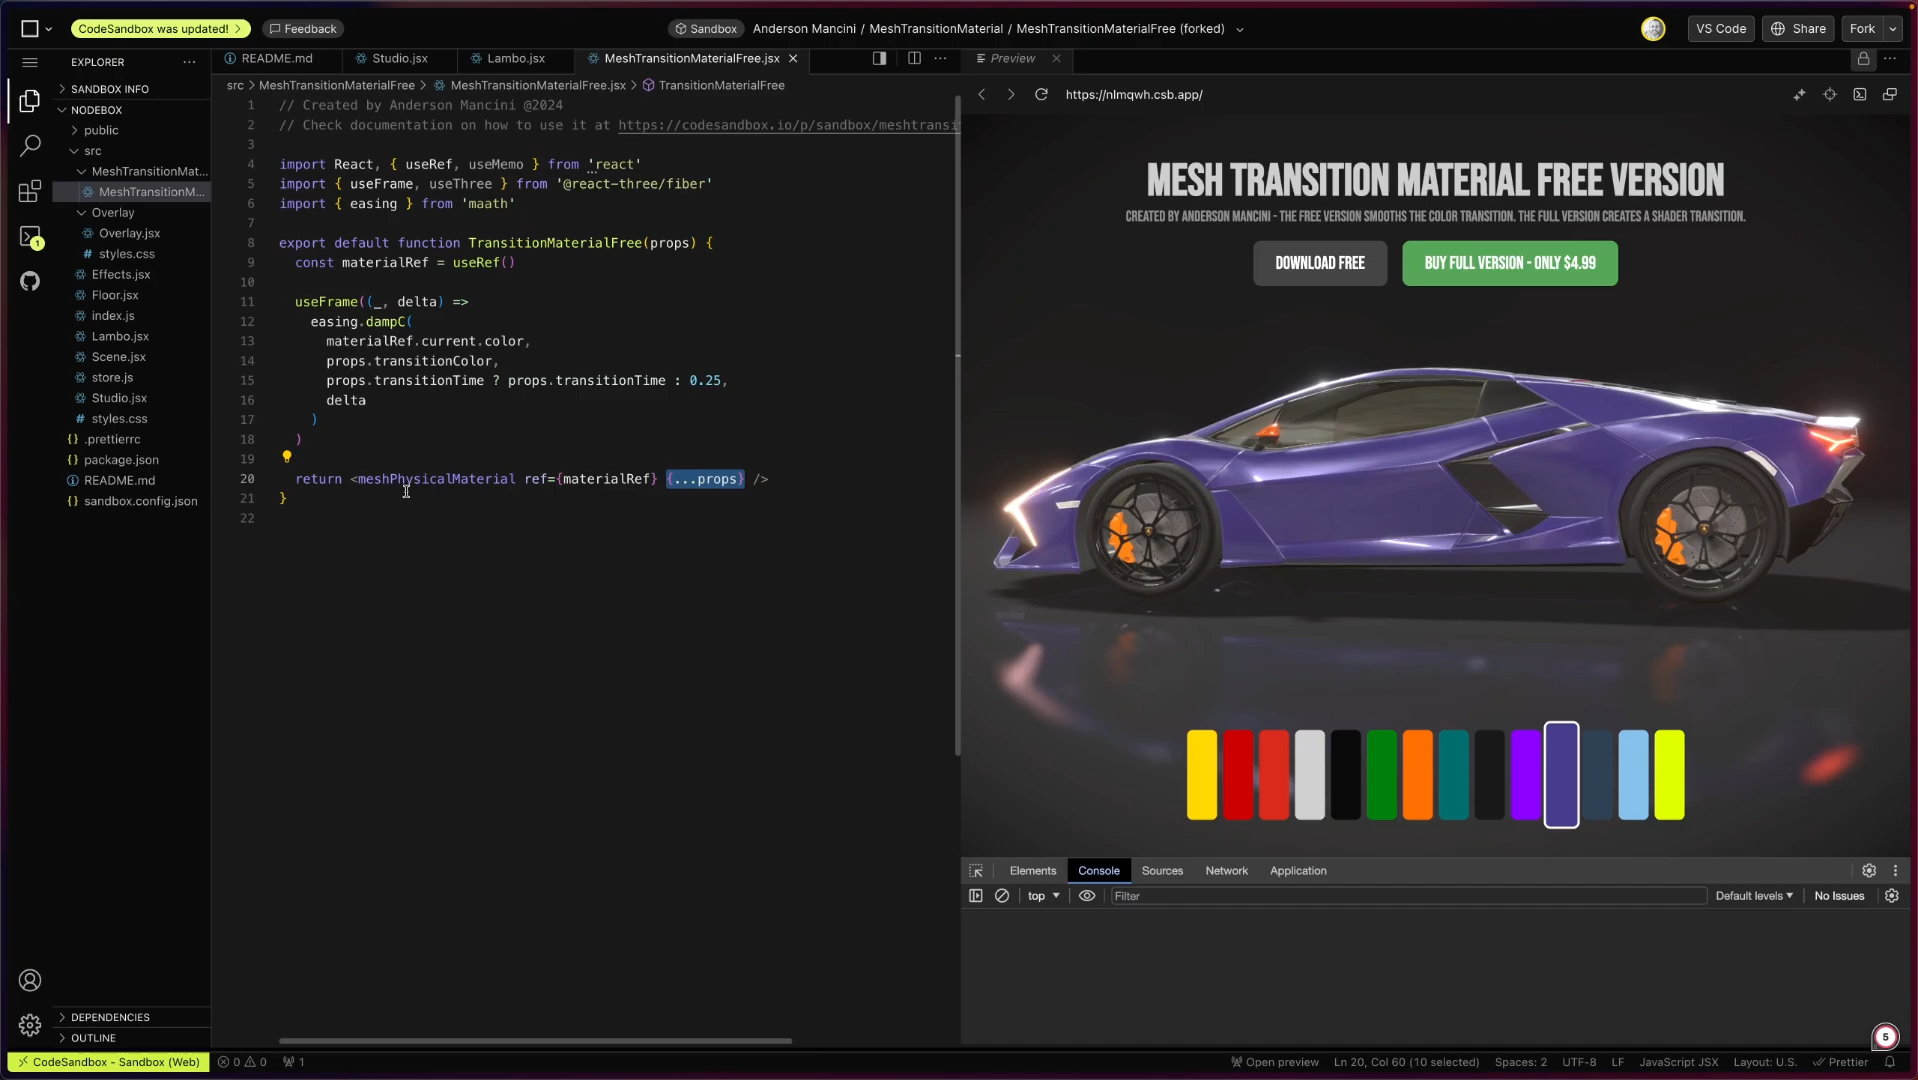 CodeSandbox was updated! >
Feedback
Sandbox
Anderson Mancini / MeshTransitionMaterial / MeshTransitionMaterialFree (forked)
VS Code
Share
Fork
EXPLORER
SANDBOX INFO
NODEBOX
public
src
MeshTransitionMat...
MeshTransitionM...
Overlay
Overlay.jsx
# styles.css
Effects.jsx
Floor.jsx
index.js
Lambo.jsx
Scene.jsx
store.js
Studio.jsx
# styles.css
{} .prettierrc
{} package.json
README.md
{} sandbox.config.json
DEPENDENCIES
OUTLINE
1
README.md
Studio.jsx
Lambo.jsx
MeshTransitionMaterialFree.jsx
src > MeshTransitionMaterialFree > MeshTransitionMaterialFree.jsx > TransitionMaterialFree
1 // Created by Anderson Mancini @2024
2 // Check documentation on how to use it at https://codesandbox.io/p/sandbox/meshtransi
3
4 import React, { useRef, useMemo } from 'react'
5 import { useFrame, useThree } from '@react-three/fiber'
6 import { easing } from 'maath'
7
8 export default function TransitionMaterialFree(props) {
9 const materialRef = useRef()
10
11 useFrame((_, delta) =>
12 easing.dampC(
13 materialRef.current.color,
14 props.transitionColor,
15 props.transitionTime ? props.transitionTime : 0.25,
16 delta
17 )
18 )
19
20 return <meshPhysicalMaterial ref={materialRef} {...props} />
21 }
22
Preview
https://nlmqwh.csb.app/
MESH TRANSITION MATERIAL FREE VERSION
CREATED BY ANDERSON MANCINI - THE FREE VERSION SMOOTHS THE COLOR TRANSITION. THE FULL VERSION CREATES A SHADER TRANSITION.
DOWNLOAD FREE
BUY FULL VERSION - ONLY $4.99
Elements
Console
Sources
Network
Application
top
Filter
Default levels
No Issues
5
CodeSandbox - Sandbox (Web)
0
0
1
Open preview
Ln 20, Col 60 (10 selected)
Spaces: 2
UTF-8
LF
JavaScript JSX
Layout: U.S.
Prettier